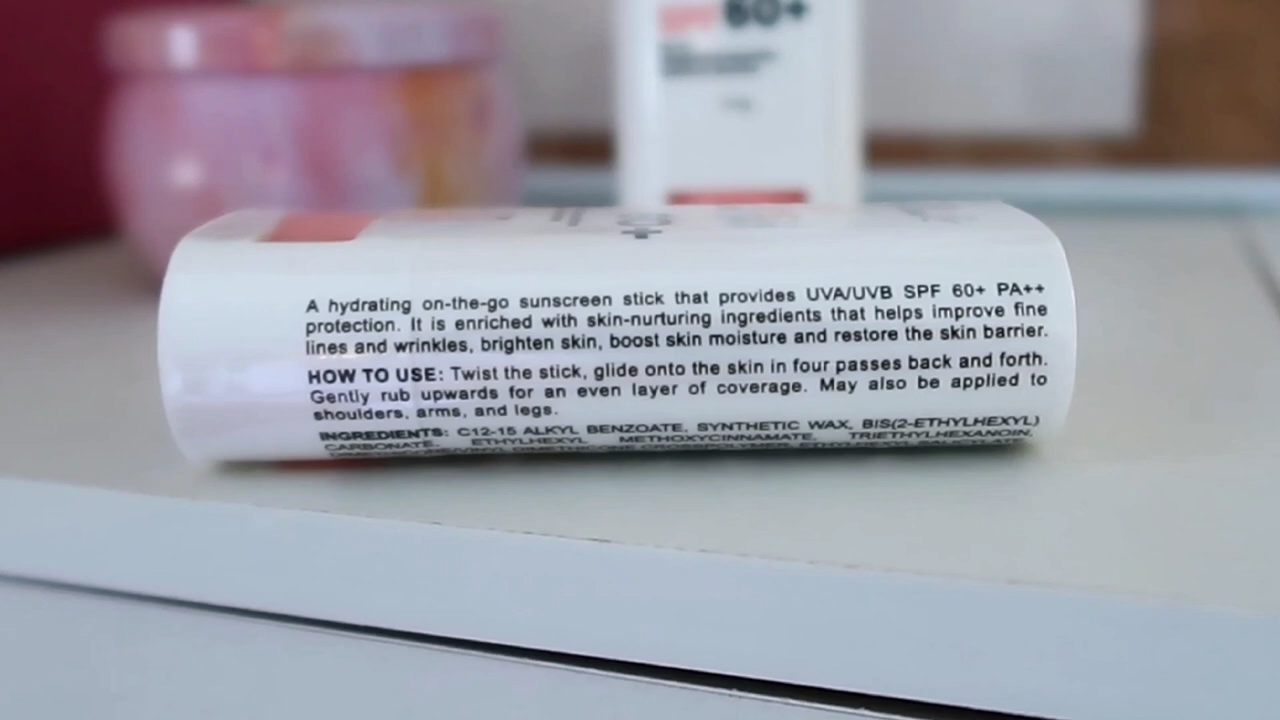 60+
A hydrating on-the-go sunscreen stick that provides UVA/UVB SPF 60+ PA++
protection. It is enriched with skin-nurturing ingredients that helps improve fine
lines and wrinkles, brighten skin, boost skin moisture and restore the skin barrier.
HOW TO USE: Twist the stick, glide onto the skin in four passes back and forth.
Gently rub upwards for an even layer of coverage. May also be applied to
shoulders, arms, and legs.
INGREDIENTS: C12-15 ALKYL BENZOATE, SYNTHETIC WAX, BIS(2-ETHYLHEXYL)
CARBONATE, ETHYLHEXYL METHOXYCINNAMATE, TRIETHYLHEXANOIN,